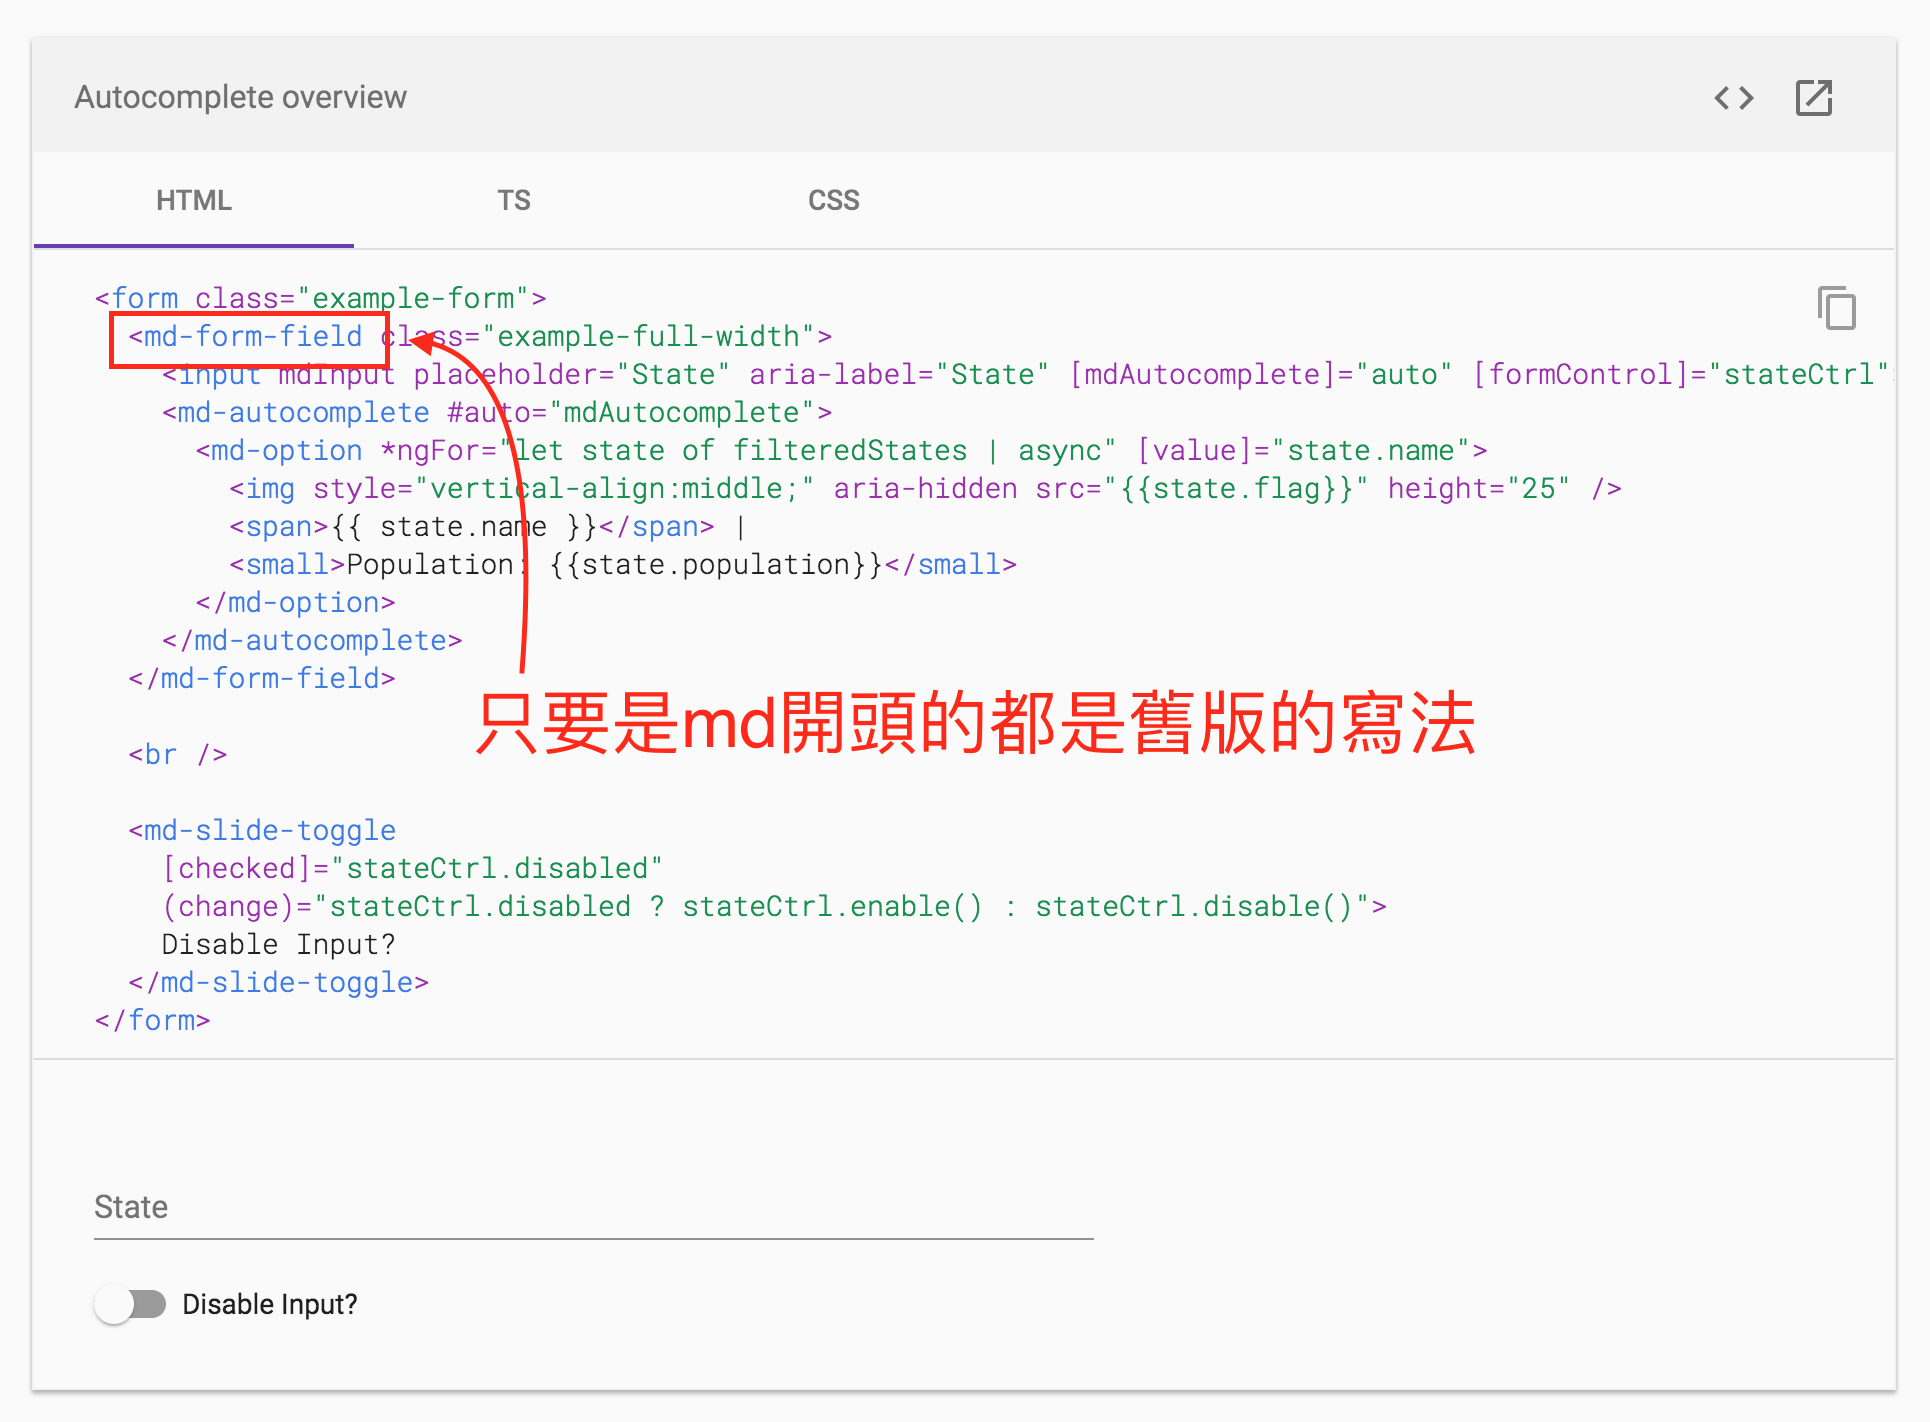 Autocomplete overview
HTML TS CSS
<form class="example-form">
<md-form-field class="example-full-width">
<input mdInput placeholder="State" aria-label="State" [mdAutocomplete]="auto" [formControl]="stateCtrl">
<md-autocomplete #auto="mdAutocomplete">
<md-option *ngFor="let state of filteredStates | async" [value]="state.name">
<img style="vertical-align:middle;" aria-hidden src="{{state.flag}}" height="25" />
<span>{{ state.name }}</span> |
<small>Population: {{state.population}}</small>
</md-option>
</md-autocomplete>
</md-form-field>
只要是md開頭的都是舊版的寫法
<br />
<md-slide-toggle
[checked]="stateCtrl.disabled"
(change)="stateCtrl.disabled ? stateCtrl.enable() : stateCtrl.disable()">
Disable Input?
</md-slide-toggle>
</form>
State
Disable Input?